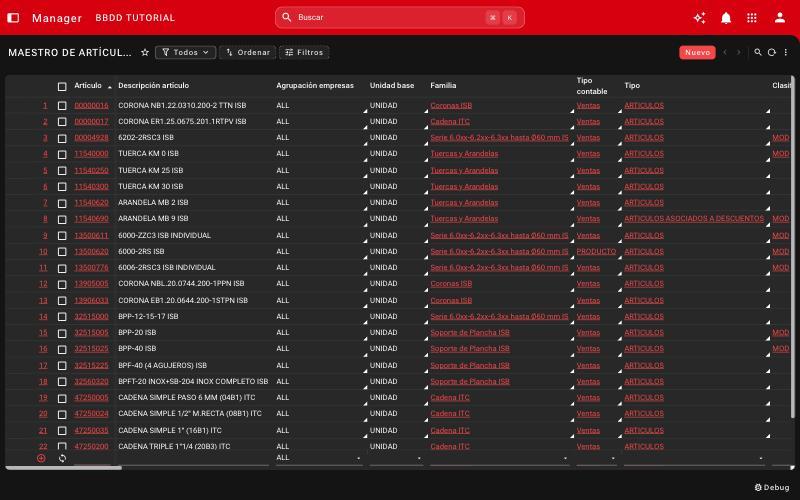 Manager BBDD TUTORIAL Buscar ⌘ K
MAESTRO DE ARTÍCUL... Todos Ordenar Filtros Nuevo
Artículo Descripción artículo Agrupación empresas Unidad base Familia Tipo contable Tipo Clasif
1 00000016 CORONA NB1.22.0310.200-2 TTN ISB ALL UNIDAD Coronas ISB Ventas ARTICULOS
2 00000017 CORONA ER1.25.0675.201.1RTPV ISB ALL UNIDAD Cadena ITC Ventas ARTICULOS
3 00004928 6202-2RSC3 ISB ALL UNIDAD Serie 6.0xx-6.2xx-6.3xx hasta Ø60 mm IS Ventas ARTICULOS MOD
4 11540000 TUERCA KM 0 ISB ALL UNIDAD Tuercas y Arandelas Ventas ARTICULOS MOD
5 11540250 TUERCA KM 25 ISB ALL UNIDAD Tuercas y Arandelas Ventas ARTICULOS
6 11540300 TUERCA KM 30 ISB ALL UNIDAD Tuercas y Arandelas Ventas ARTICULOS
7 11540620 ARANDELA MB 2 ISB ALL UNIDAD Tuercas y Arandelas Ventas ARTICULOS
8 11540690 ARANDELA MB 9 ISB ALL UNIDAD Tuercas y Arandelas Ventas ARTICULOS ASOCIADOS A DESCUENTOS MOD
9 13500611 6000-ZZC3 ISB INDIVIDUAL ALL UNIDAD Serie 6.0xx-6.2xx-6.3xx hasta Ø60 mm IS Ventas ARTICULOS MOD
10 13500620 6000-2RS ISB ALL UNIDAD Serie 6.0xx-6.2xx-6.3xx hasta Ø60 mm IS PRODUCTO ARTICULOS MOD
11 13500776 6006-2RSC3 ISB INDIVIDUAL ALL UNIDAD Serie 6.0xx-6.2xx-6.3xx hasta Ø60 mm IS Ventas ARTICULOS MOD
12 13905005 CORONA NBL.20.0744.200-1PPN ISB ALL UNIDAD Coronas ISB Ventas ARTICULOS
13 13906033 CORONA EB1.20.0644.200-1STPN ISB ALL UNIDAD Coronas ISB Ventas ARTICULOS
14 32515000 BPP-12-15-17 ISB ALL UNIDAD Serie 6.0xx-6.2xx-6.3xx hasta Ø60 mm IS Ventas ARTICULOS
15 32515005 BPP-20 ISB ALL UNIDAD Soporte de Plancha ISB Ventas ARTICULOS MOD
16 32515025 BPP-40 ISB ALL UNIDAD Soporte de Plancha ISB Ventas ARTICULOS MOD
17 32515225 BPF-40 (4 AGUJEROS) ISB ALL UNIDAD Soporte de Plancha ISB Ventas ARTICULOS
18 32560320 BPFT-20 INOX+SB-204 INOX COMPLETO ISB ALL UNIDAD Soporte de Plancha ISB Ventas ARTICULOS
19 47250005 CADENA SIMPLE PASO 6 MM (04B1) ITC ALL UNIDAD Cadena ITC Ventas ARTICULOS
20 47250024 CADENA SIMPLE 1/2" M.RECTA (08B1) ITC ALL UNIDAD Cadena ITC Ventas ARTICULOS
21 47250035 CADENA SIMPLE 1" (16B1) ITC ALL UNIDAD Cadena ITC Ventas ARTICULOS
22 47250200 CADENA TRIPLE 1"1/4 (20B3) ITC ALL UNIDAD Cadena ITC Ventas ARTICULOS
ALL
Debug